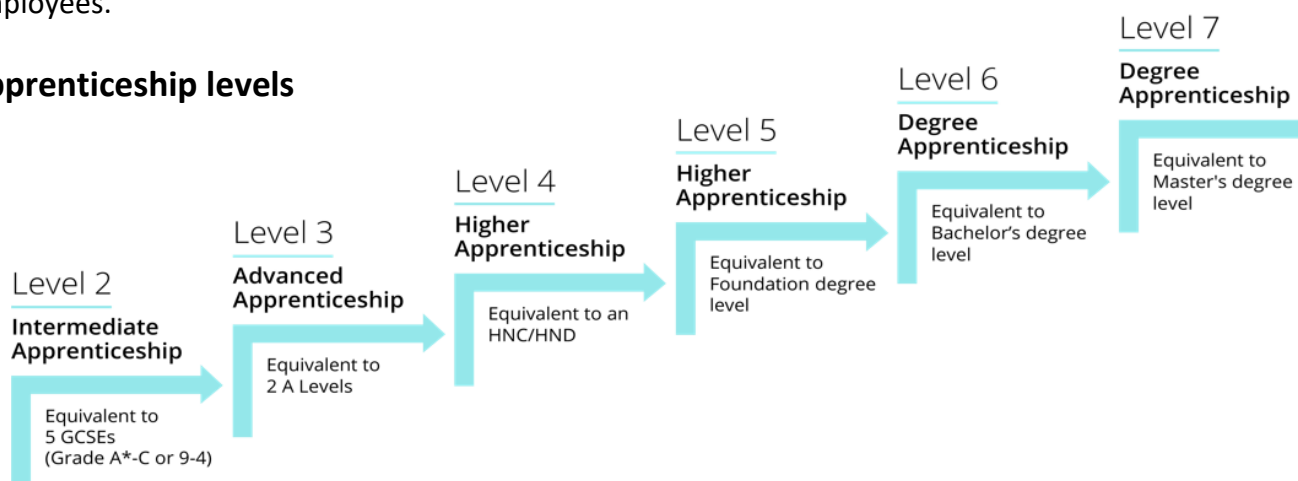 Apprenticeship levels
Level 2
Intermediate
Apprenticeship
Equivalent to
5 GCSEs
(Grade A*-C or 9-4)
Level 3
Advanced
Apprenticeship
Equivalent to
2 A Levels
Level 4
Higher
Apprenticeship
Equivalent to an
HNC/HND
Level 5
Higher
Apprenticeship
Equivalent to
Foundation degree
level
Level 6
Degree
Apprenticeship
Equivalent to
Bachelor’s degree
level
Level 7
Degree
Apprenticeship
Equivalent to
Master's degree
level